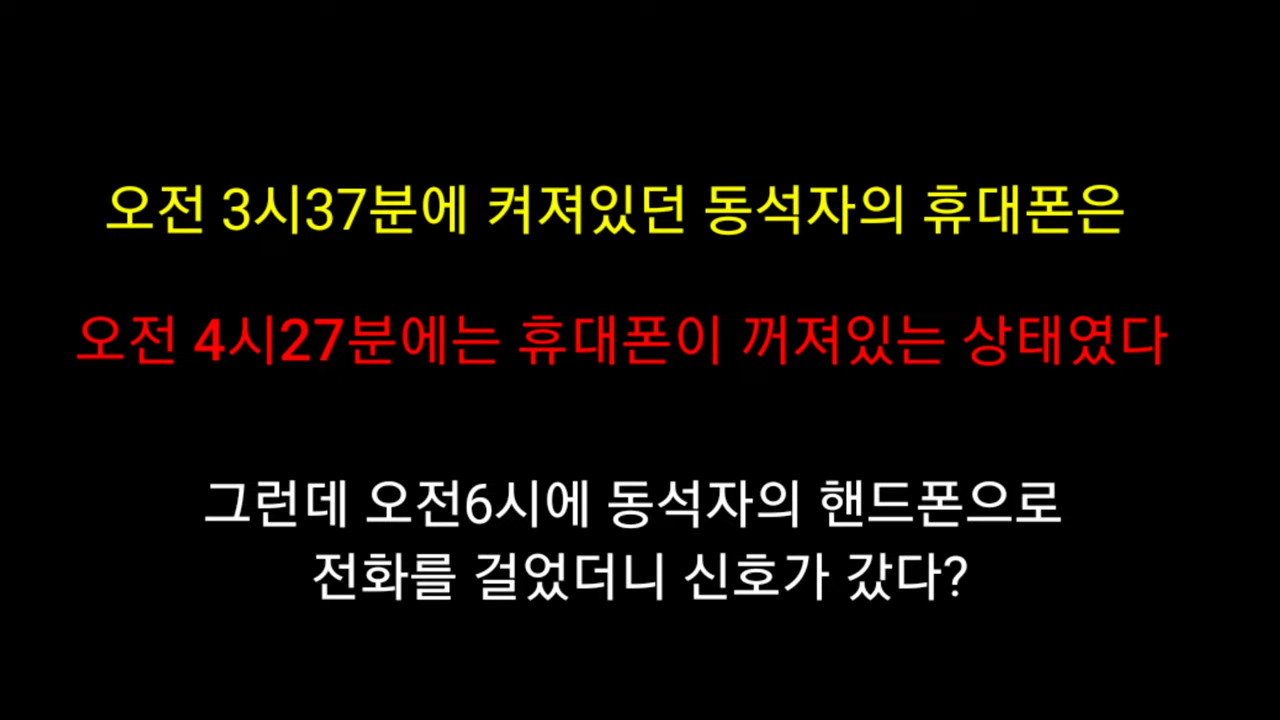 오전 3시37분에 켜져있던 동석자의 휴대폰은
오전 4시27분에는 휴대폰이 꺼져있는 상태였다
그런데 오전6시에 동석자의 핸드폰으로
전화를 걸었더니 신호가 갔다?